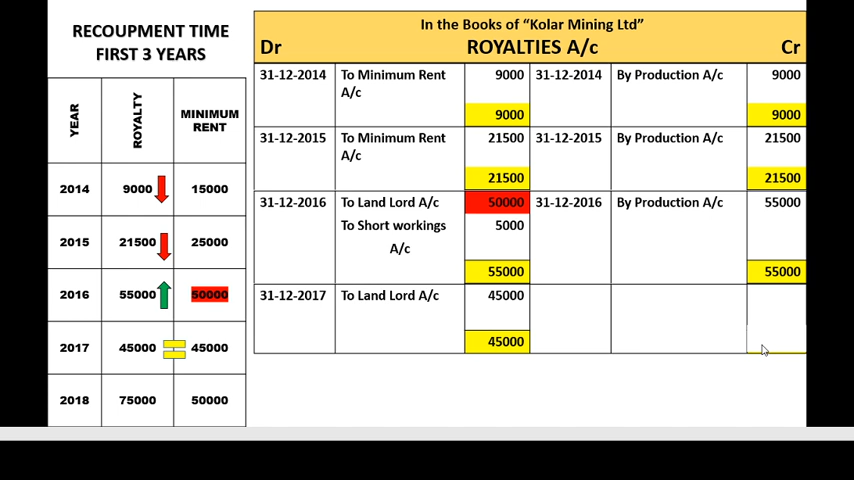 RECOUPMENT TIME
FIRST 3 YEARS
YEAR ROYALTY MINIMUM RENT
2014 9000 15000
2015 21500 25000
2016 55000 50000
2017 45000 45000
2018 75000 50000
In the Books of “Kolar Mining Ltd”
Dr ROYALTIES A/c Cr
31-12-2014 To Minimum Rent 9000 31-12-2014 By Production A/c 9000
A/c
9000 9000
31-12-2015 To Minimum Rent 21500 31-12-2015 By Production A/c 21500
A/c
21500 21500
31-12-2016 To Land Lord A/c 50000 31-12-2016 By Production A/c 55000
To Short workings 5000
A/c
55000 55000
31-12-2017 To Land Lord A/c 45000
45000